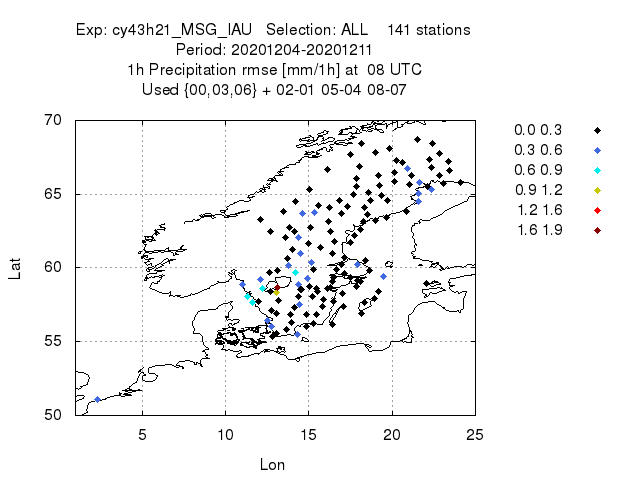 Exp: cy43h21_MSG_IAU   Selection: ALL    141 stations
Period: 20201204-20201211
1h Precipitation rmse [mm/1h] at  08 UTC
Used {00,03,06} + 02-01 05-04 08-07
0.0 0.3
0.3 0.6
0.6 0.9
0.9 1.2
1.2 1.6
1.6 1.9
70
65
60
55
50
Lat
5 10 15 20 25
Lon